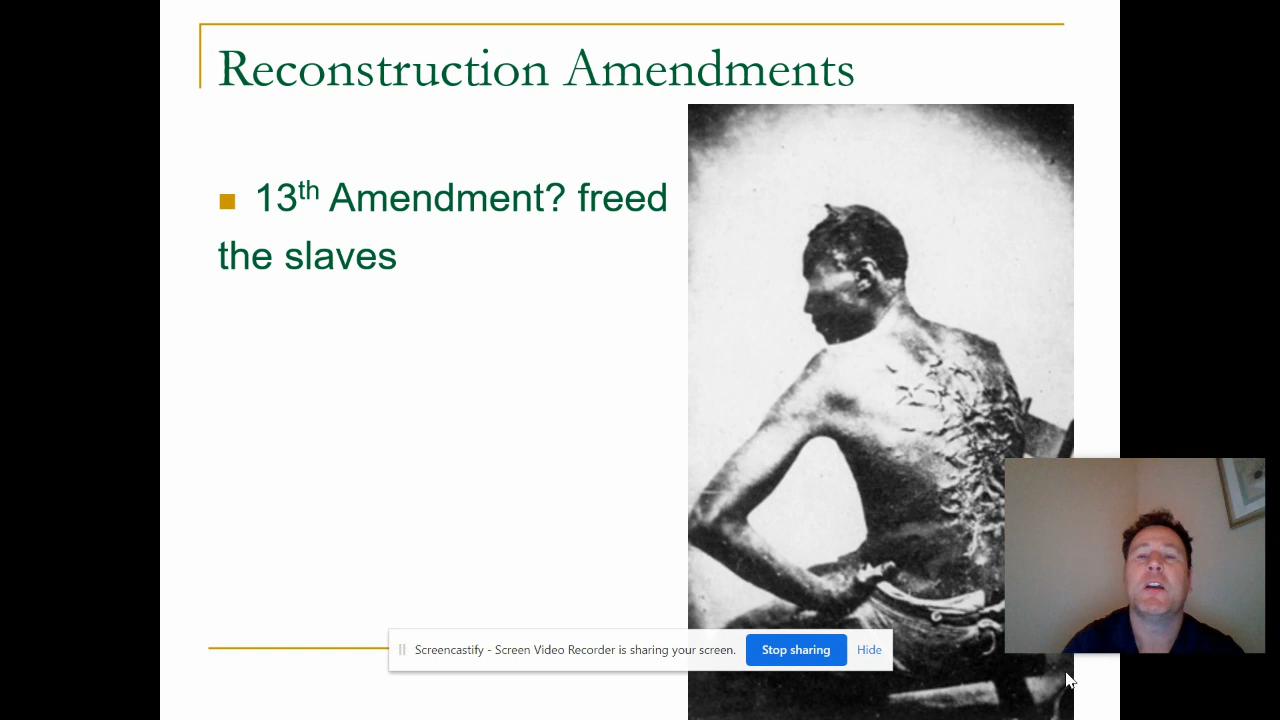 Reconstruction Amendments
13th Amendment? freed
the slaves
Screencastify - Screen Video Recorder is sharing your screen.
Stop sharing
Hide